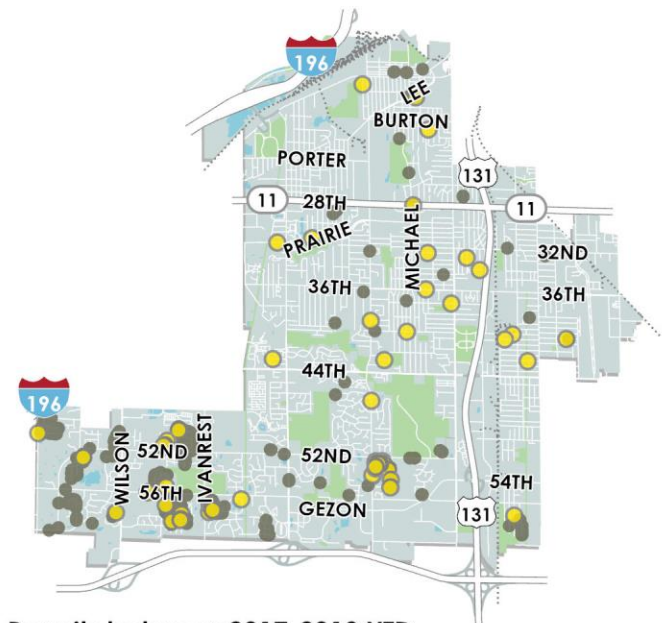 196
LEE
BURTON
PORTER
131
11
28TH
11
PRAIRIE
MICHAEL
32ND
36TH
36TH
44TH
196
WILSON
52ND
IVANREST
52ND
56TH
54TH
GEZON
131